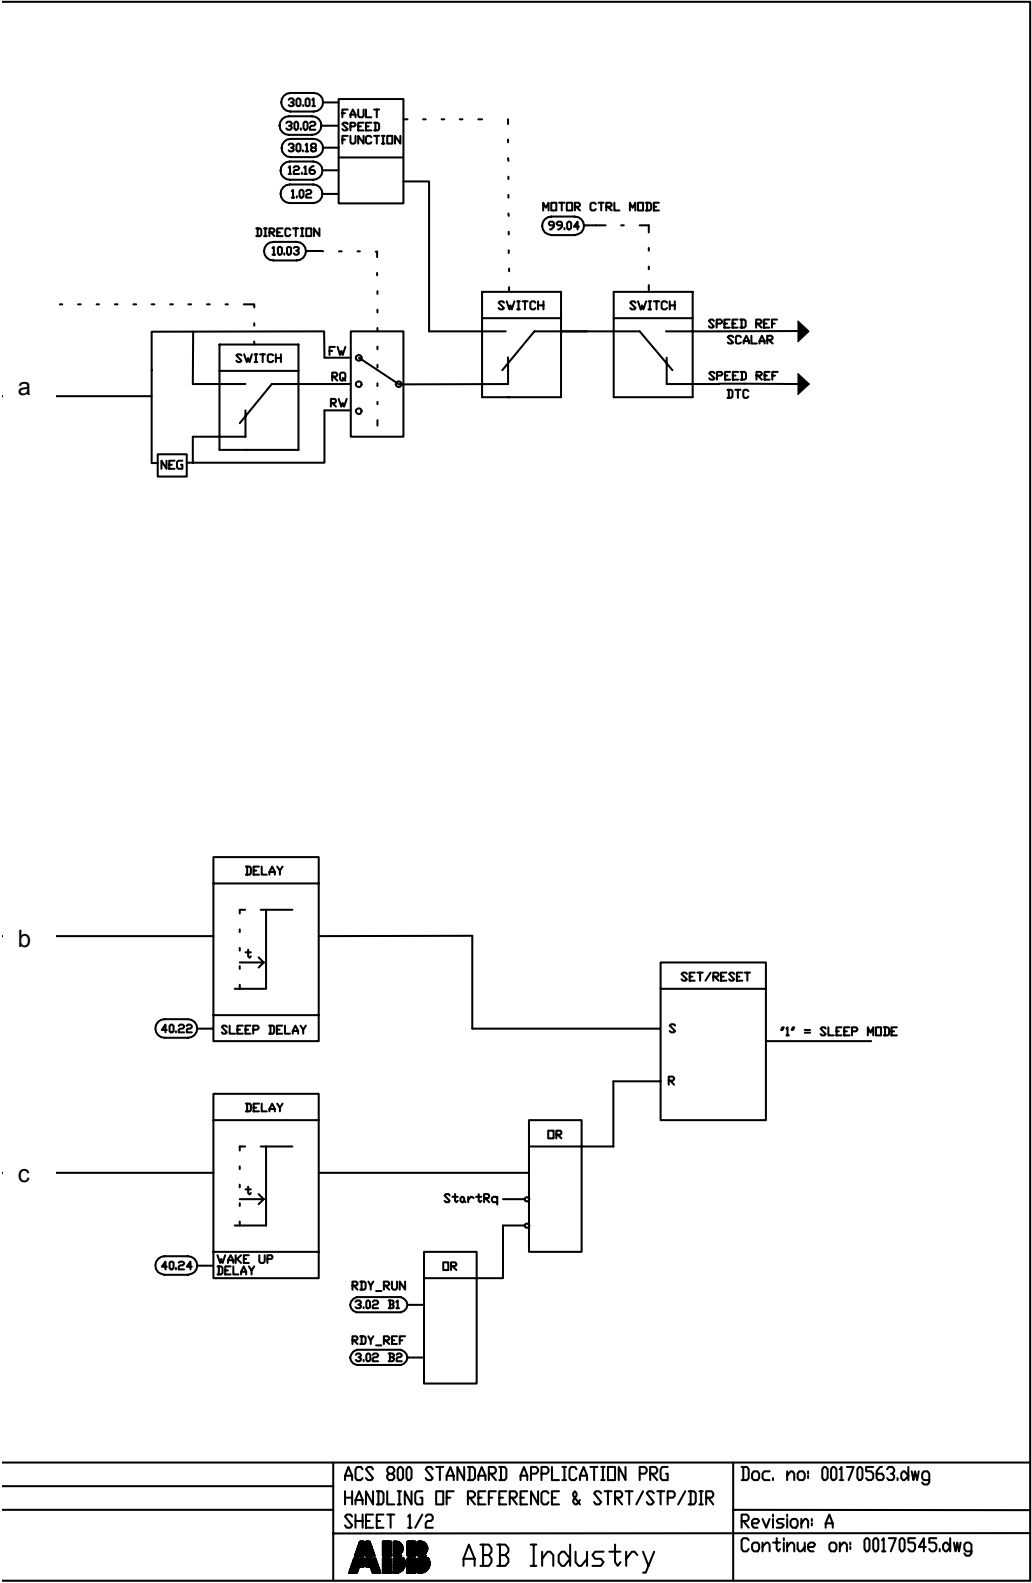 30.01
30.02
30.18
12.16
1.02
FAULT
SPEED
FUNCTION
MOTOR CTRL MODE
99.04
DIRECTION
10.03
SWITCH
SWITCH
SPEED REF
SCALAR
SPEED REF
DTC
a
SWITCH
FW
RQ
RW
NEG
DELAY
b
t
40.22
SLEEP DELAY
SET/RESET
S
R
"1" = SLEEP MODE
DELAY
c
t
40.24
WAKE UP
DELAY
OR
StartRq
OR
RDY_RUN
3.02 B1
RDY_REF
3.02 B2
ACS 800 STANDARD APPLICATION PRG
HANDLING OF REFERENCE & STRT/STP/DIR
SHEET 1/2
Doc. no: 00170563.dwg
Revision: A
Continue on: 00170545.dwg
ABB ABB Industry